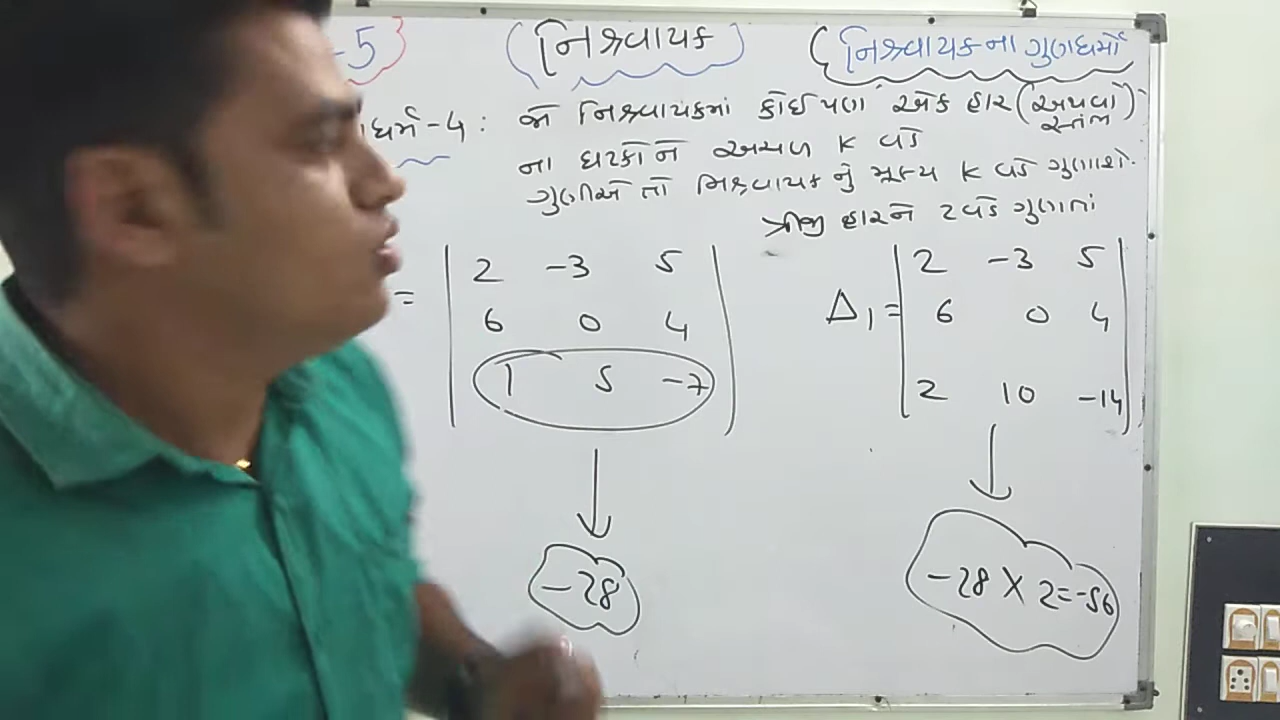 -5) (નિશ્ચાયક) (નિશ્ચાયકના ગુણધર્મો
ધર્મ-4: જો નિશ્ચાયકમાં કોઈપણ એક હાર (અથવા સ્તંભ)
ના ઘટકોને અચળ K વડે
ગુણીએ તો નિશ્ચાયકનું મૂલ્ય K વડે ગુણાશે.
ત્રીજી હારને 2 વડે ગુણતાં
= | 2 -3 5 | Δ1 = | 2 -3 5 |
6 0 4 6 0 4
1 5 -7 2 10 -14
-28 -28 X 2=-56